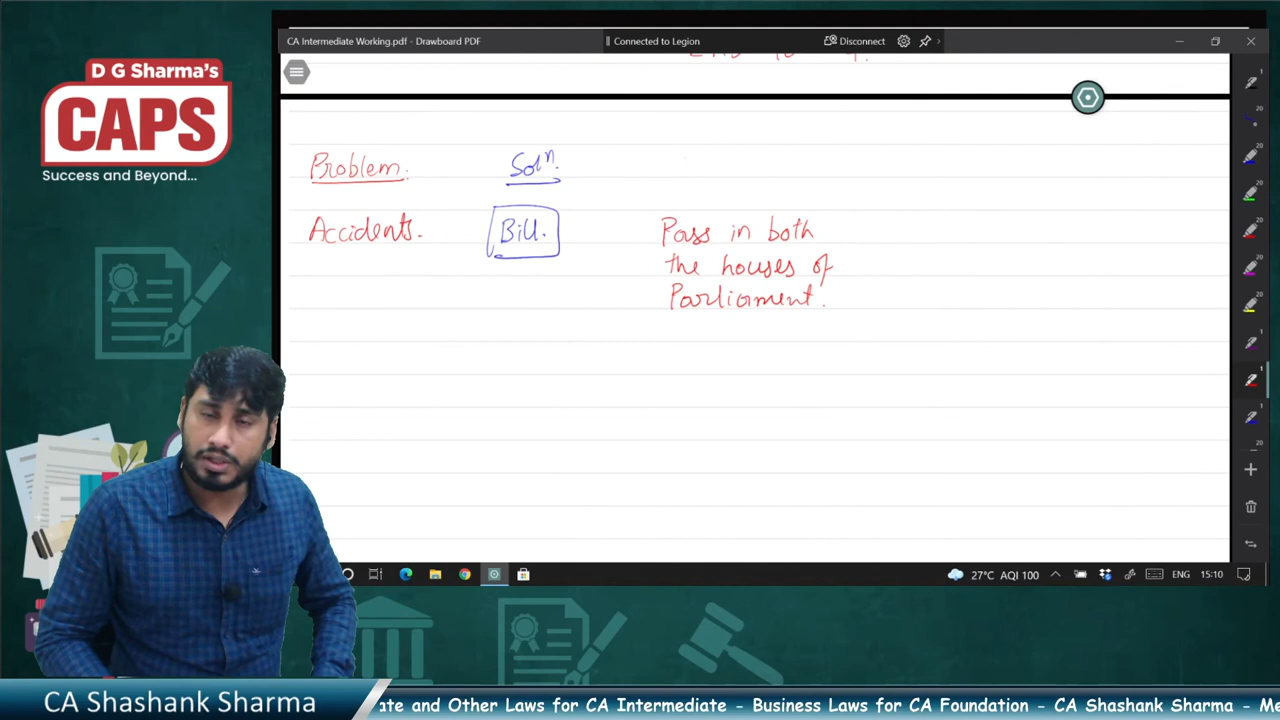 D G Sharma's
CAPS
Success and Beyond...
CA Intermediate Working.pdf - Drawboard PDF
Connected to Legion
Disconnect
Problem.
Solⁿ.
Accidents.
Bill.
Pass in both
the houses of
Parliament.
27°C AQI 100
ENG
15:10
CA Shashank Sharma
ate and Other Laws for CA Intermediate - Business Laws for CA Foundation - CA Shashank Sharma - Me